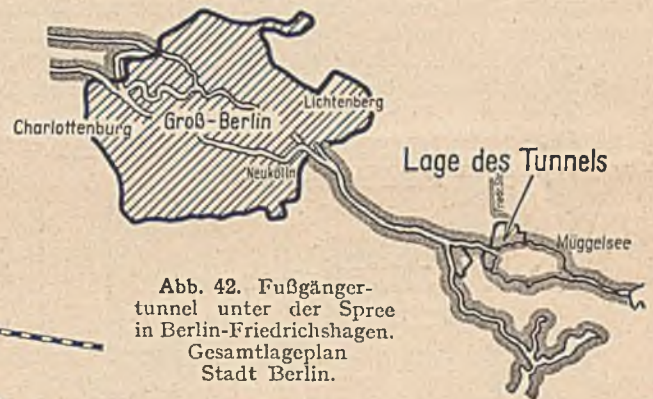 Lichtenberg
Charlottenburg
Groß-Berlin
Neukölln
Lage des Tunnels
Müggelsee
Abb. 42. Fußgänger-
tunnel unter der Spree
in Berlin-Friedrichshagen.
Gesamtlageplan
Stadt Berlin.